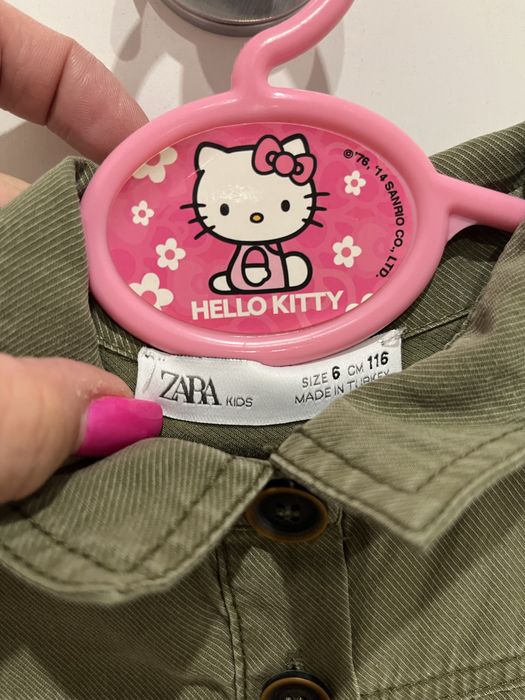 © '76, '14 SANRIO CO., LTD.
HELLO KITTY
ZARA KIDS
SIZE 6 CM 116
MADE IN TURKEY